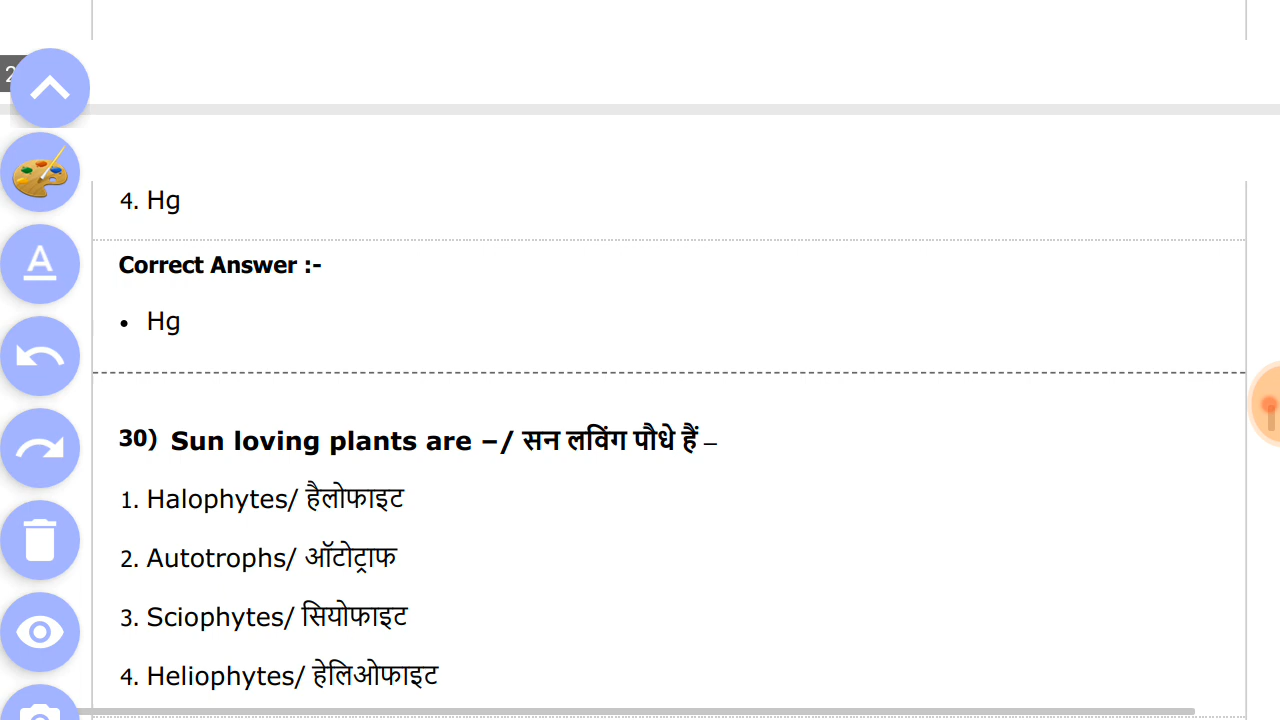 2
4. Hg
Correct Answer :-
• Hg
30) Sun loving plants are –/ सन लविंग पौधे हैं –
1. Halophytes/ हैलोफाइट
2. Autotrophs/ ऑटोट्राफ
3. Sciophytes/ सियोफाइट
4. Heliophytes/ हेलिओफाइट